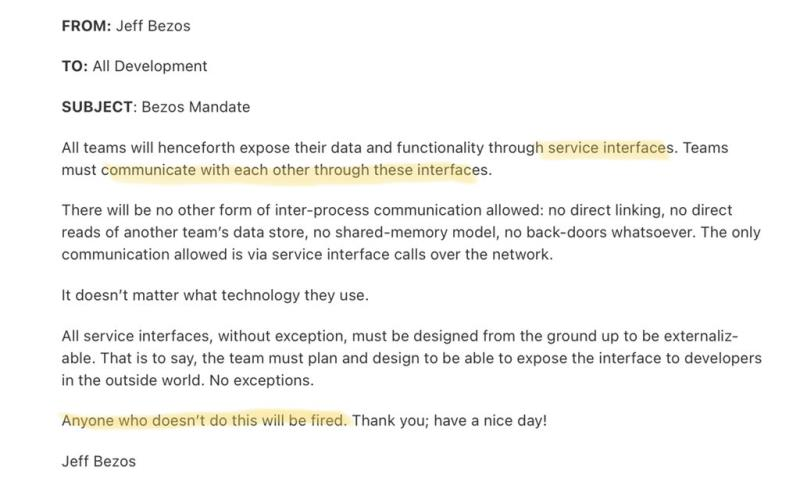 FROM: Jeff Bezos
TO: All Development
SUBJECT: Bezos Mandate
All teams will henceforth expose their data and functionality through service interfaces. Teams
must communicate with each other through these interfaces.
There will be no other form of inter-process communication allowed: no direct linking, no direct
reads of another team’s data store, no shared-memory model, no back-doors whatsoever. The only
communication allowed is via service interface calls over the network.
It doesn’t matter what technology they use.
All service interfaces, without exception, must be designed from the ground up to be externaliz-
able. That is to say, the team must plan and design to be able to expose the interface to developers
in the outside world. No exceptions.
Anyone who doesn’t do this will be fired. Thank you; have a nice day!
Jeff Bezos